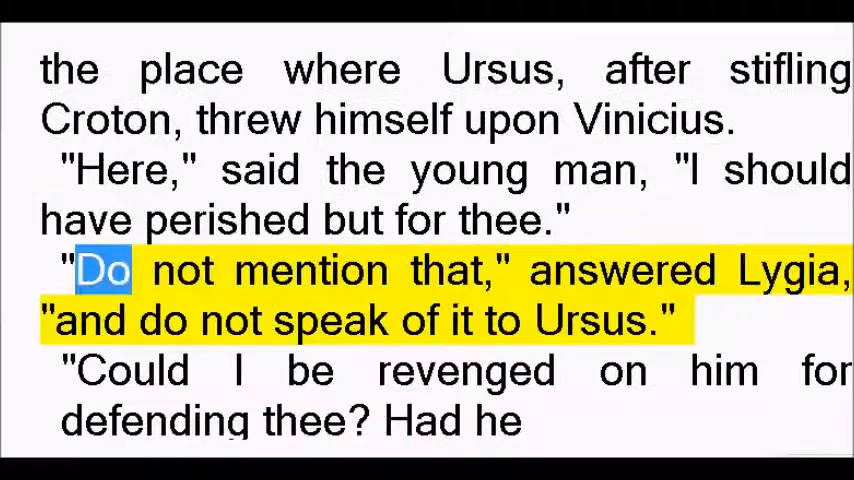 the place where Ursus, after stifling
Croton, threw himself upon Vinicius.
"Here," said the young man, "I should
have perished but for thee."
"Do not mention that," answered Lygia,
"and do not speak of it to Ursus."
"Could I be revenged on him for
defending thee? Had he